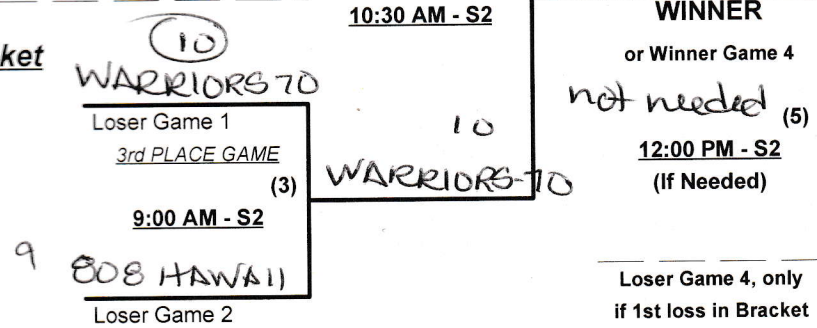 10:30 AM - S2
WINNER
ket
10
or Winner Game 4
WARRIORS 70
not needed (5)
Loser Game 1
10
3rd PLACE GAME
12:00 PM - S2
(3)
WARRIORS-70
(If Needed)
9:00 AM - S2
9
808 HAWAII
Loser Game 4, only
Loser Game 2
if 1st loss in Bracket